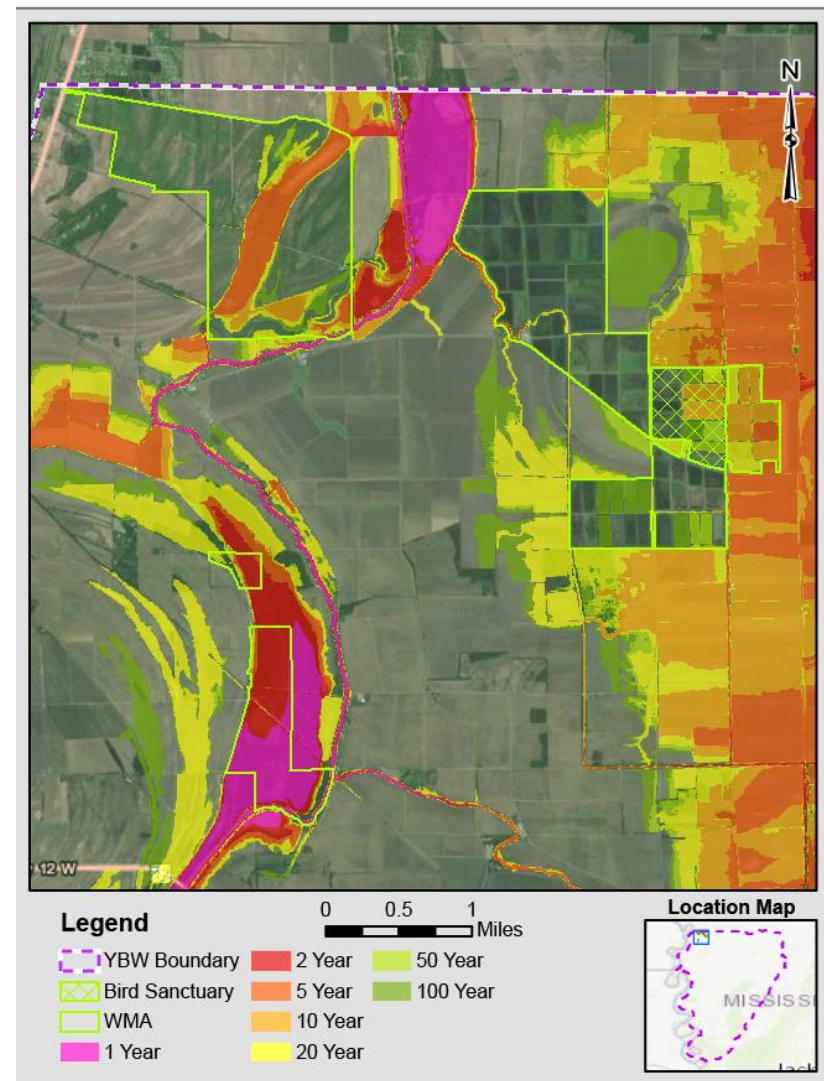 N
12 W
Legend
YBW Boundary
Bird Sanctuary
WMA
1 Year
2 Year
5 Year
10 Year
20 Year
50 Year
100 Year
0 0.5 1
Miles
Location Map
MISSISS
Jack